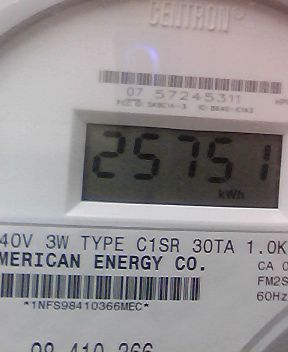 CENTRON®
07 57245311
25751
kWh
40V 3W TYPE C1SR 30TA 1.0K
MERICAN ENERGY CO.
CA 0
FM2S
60Hz
*1NFS98410366MEC*
98 410 366